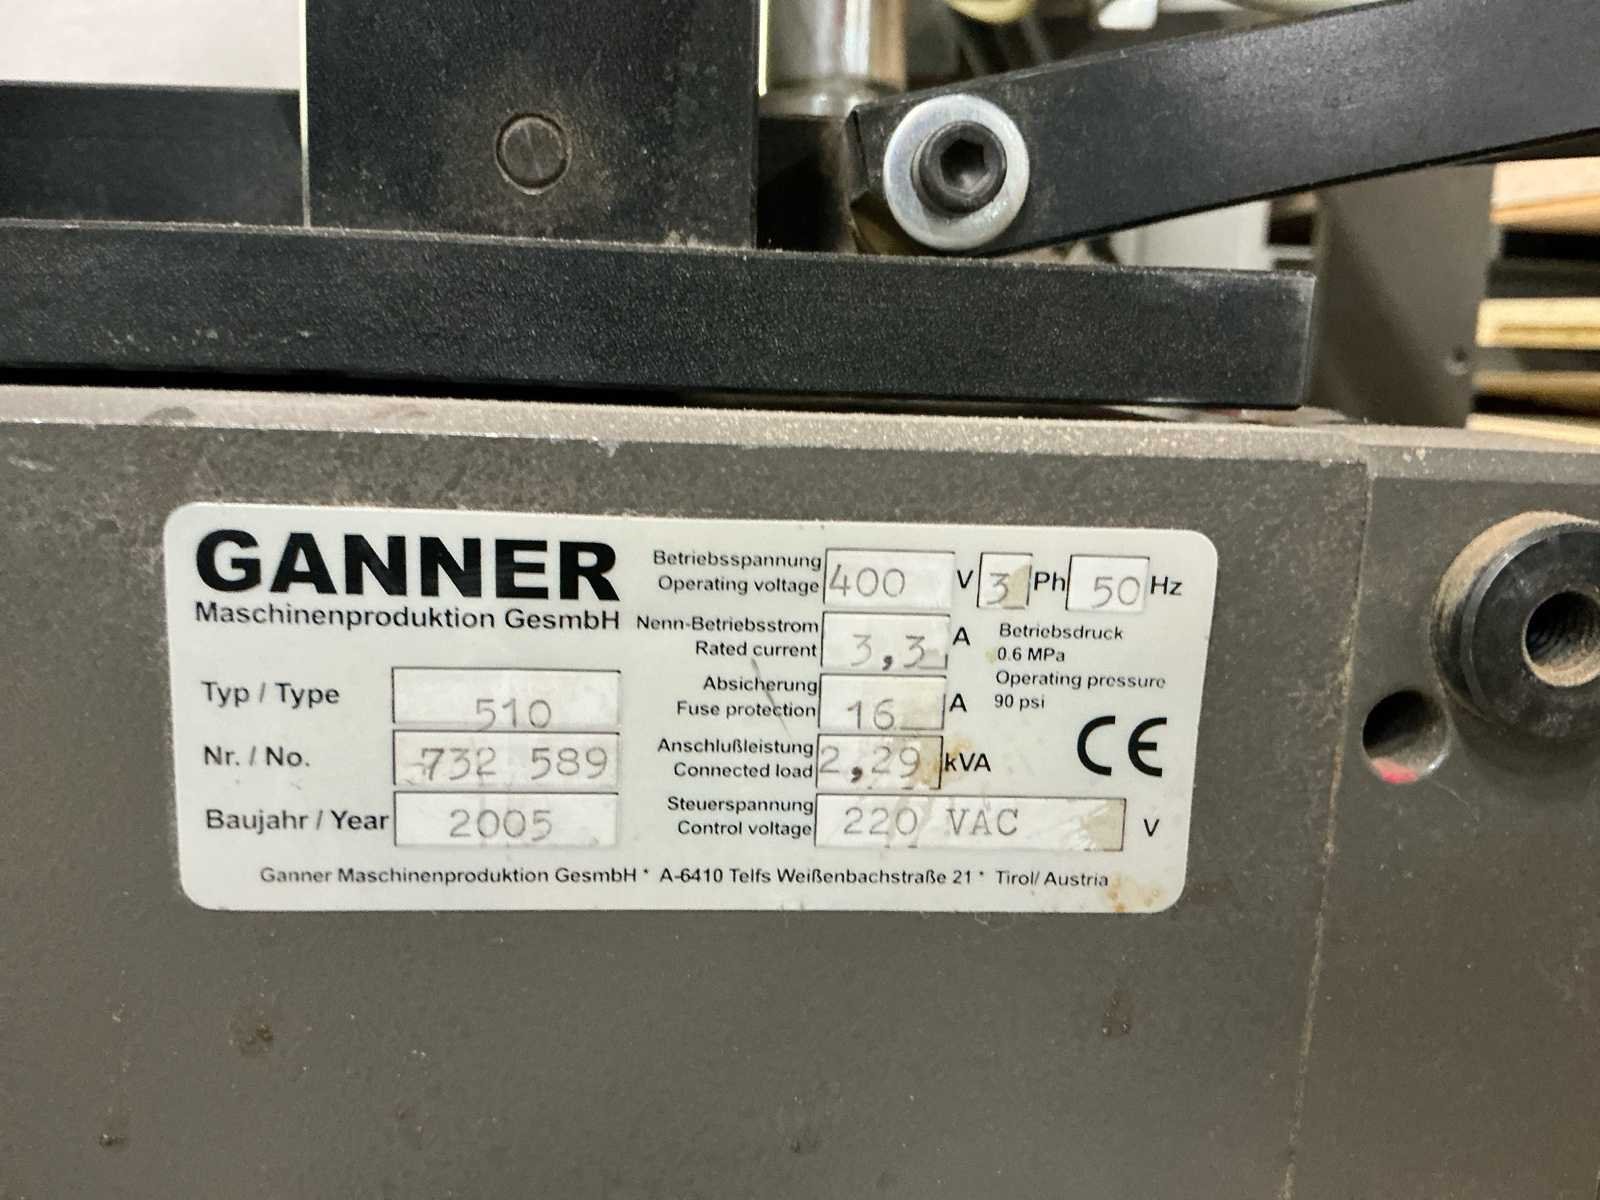 GANNER
Maschinenproduktion GesmbH
Typ / Type 510
Nr. / No. 732 589
Baujahr / Year 2005
Betriebsspannung
Operating voltage 400 V 3 Ph 50 Hz
Nenn-Betriebsstrom
Rated current 3,3 A
Absicherung
Fuse protection 16 A
Anschlußleistung
Connected load 2,29 kVA
Steuerspannung
Control voltage 220 VAC V
Betriebsdruck
0.6 MPa
Operating pressure
90 psi
CE
Ganner Maschinenproduktion GesmbH * A-6410 Telfs Weißenbachstraße 21 * Tirol/ Austria